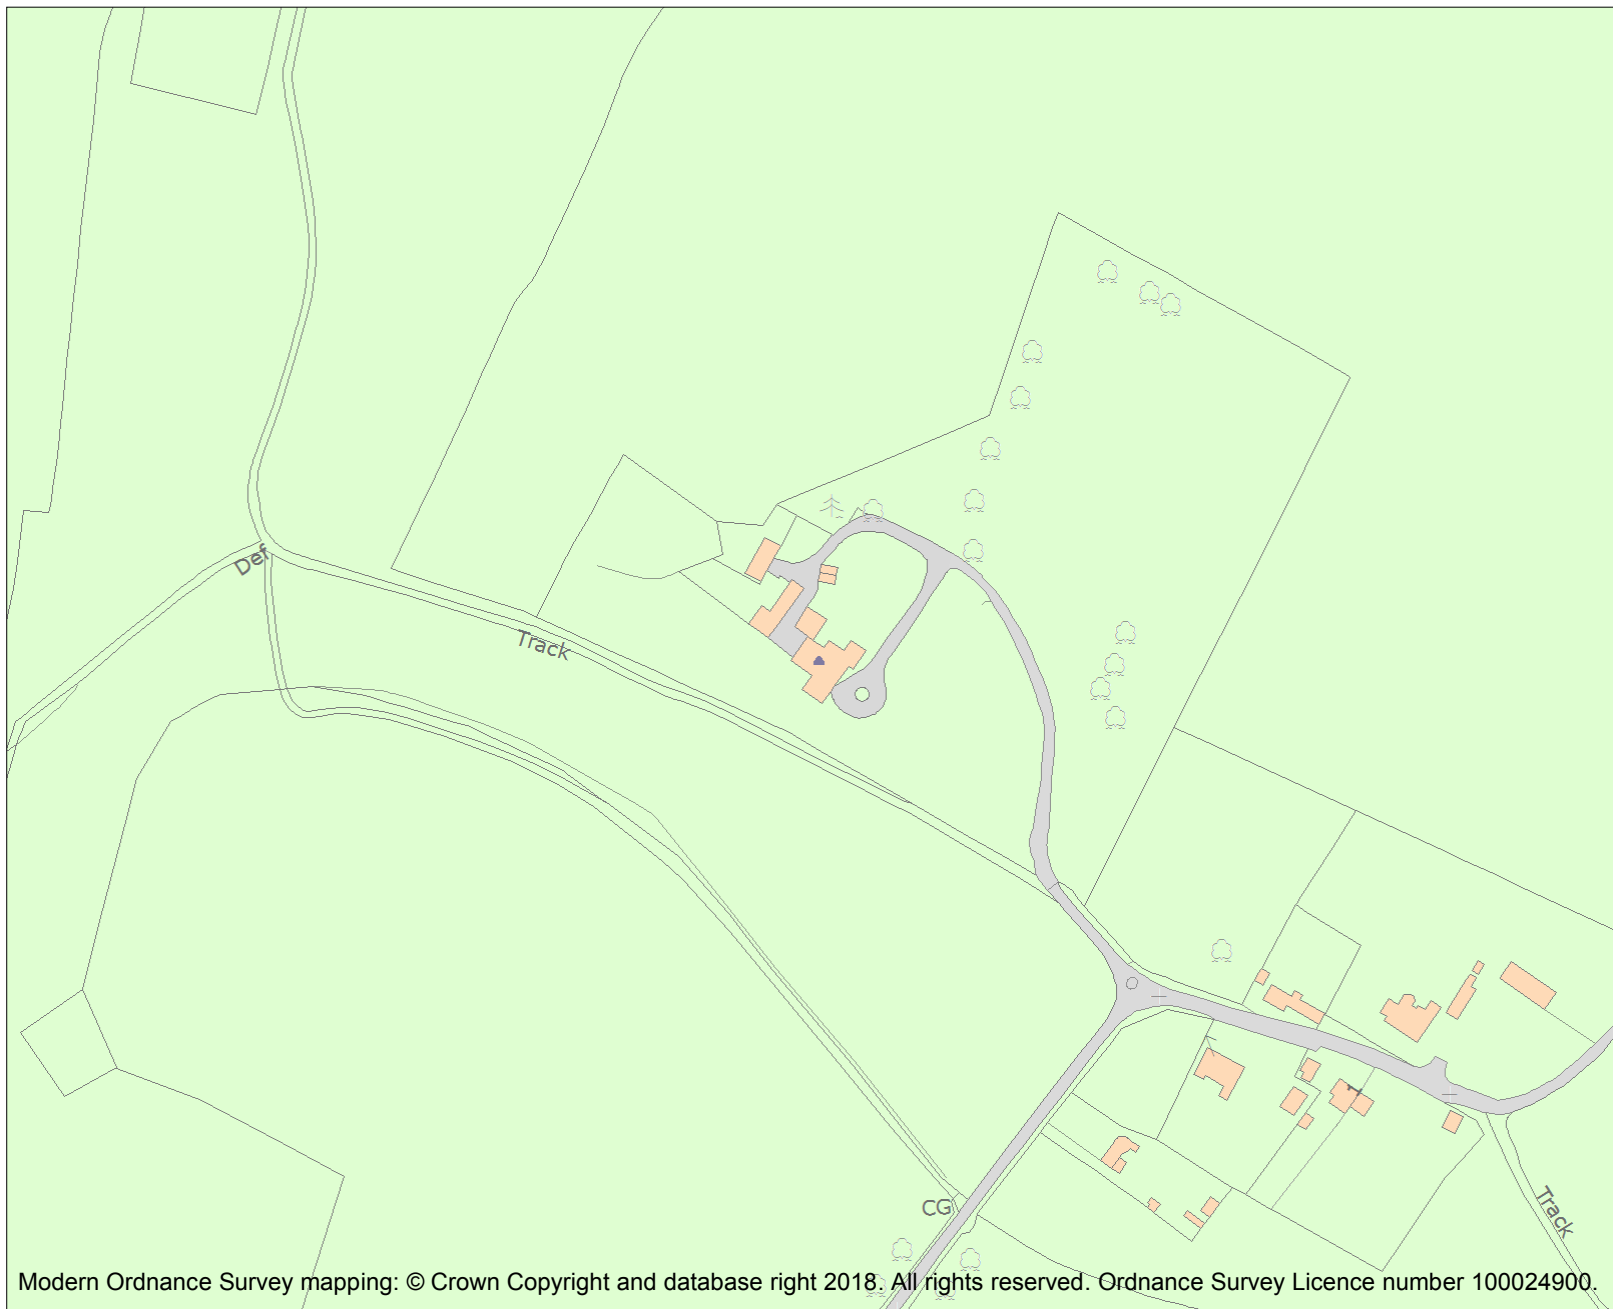 Def
Track
CG
Track
Modern Ordnance Survey mapping: © Crown Copyright and database right 2018. All rights reserved. Ordnance Survey Licence number 100024900.